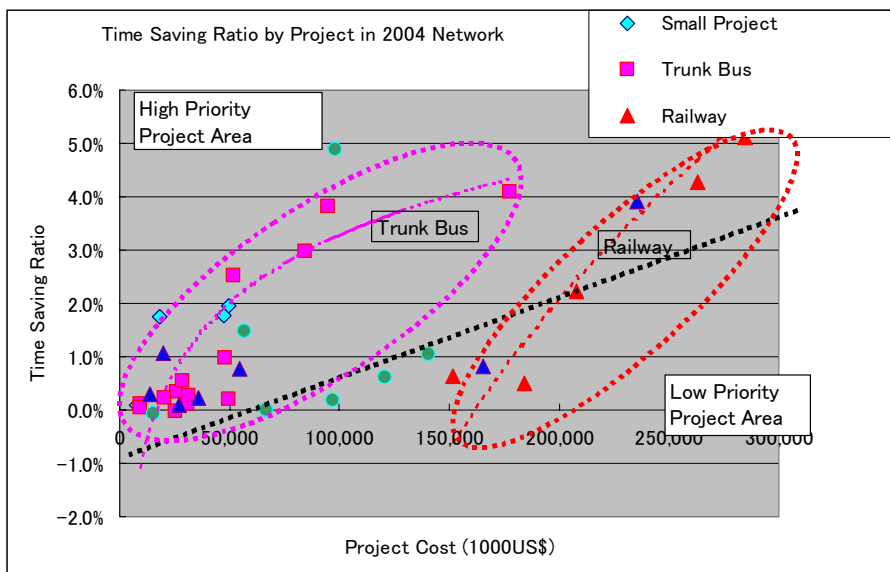 Time Saving Ratio by Project in 2004 Network
Small Project
Trunk Bus
Railway
High Priority
Project Area
Trunk Bus
Railway
Low Priority
Project Area
Time Saving Ratio
6.0%
5.0%
4.0%
3.0%
2.0%
1.0%
0.0%
-1.0%
-2.0%
0
50,000
100,000
150,000
200,000
250,000
300,000
Project Cost (1000US$)